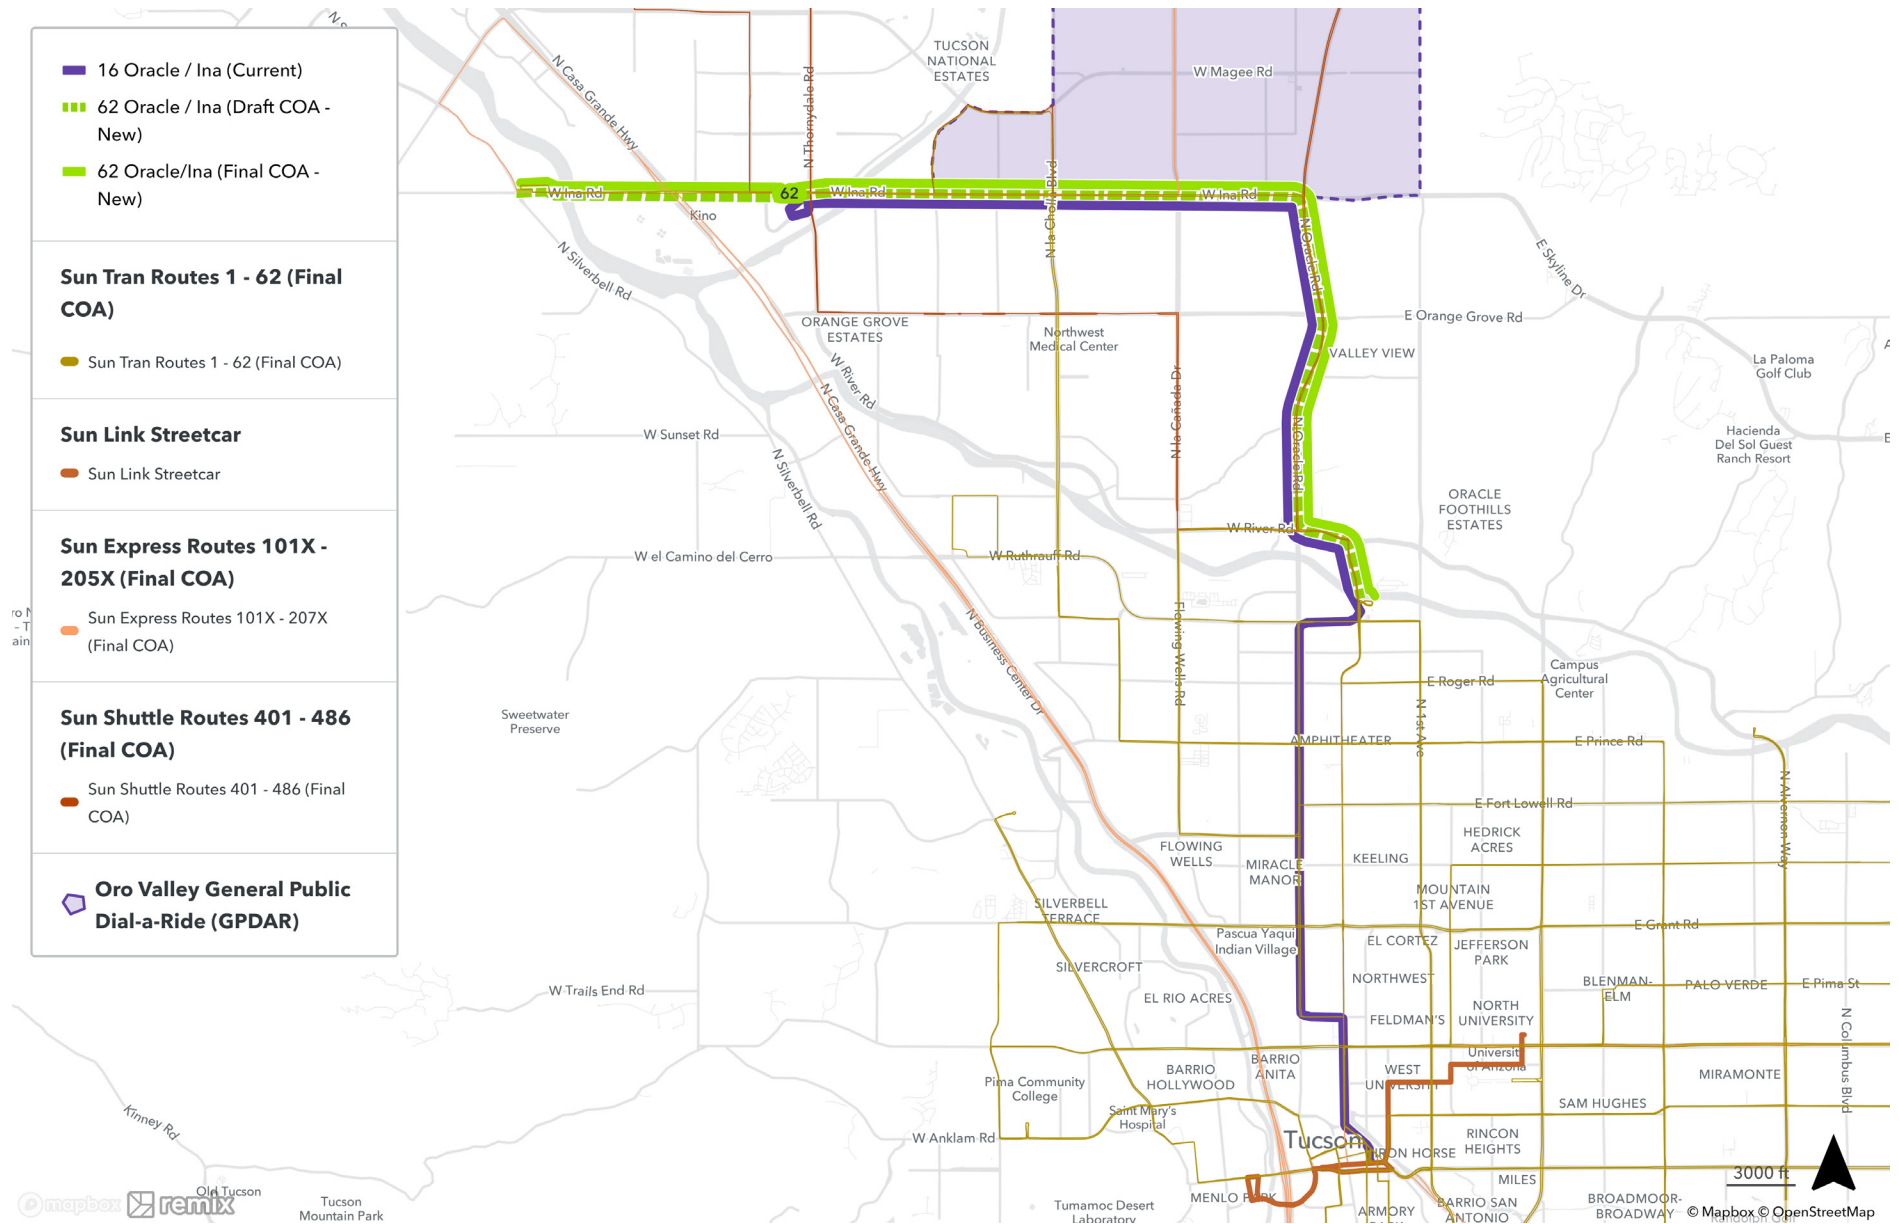 16 Oracle / Ina (Current)
62 Oracle / Ina (Draft COA -
New)
62 Oracle/Ina (Final COA -
New)
Sun Tran Routes 1 - 62 (Final
COA)
Sun Tran Routes 1 - 62 (Final COA)
Sun Link Streetcar
Sun Link Streetcar
Sun Express Routes 101X -
205X (Final COA)
Sun Express Routes 101X - 207X
(Final COA)
Sun Shuttle Routes 401 - 486
(Final COA)
Sun Shuttle Routes 401 - 486 (Final
COA)
Oro Valley General Public
Dial-a-Ride (GPDAR)
TUCSON
NATIONAL
ESTATES
W Magee Rd
N Casa Grande Hwy
N Thornydale Rd
W Ina Rd
62
W Ina Rd
W Ina Rd
Kino
N la Cholla Blvd
N Oracle Rd
N Silverbell Rd
E Skyline Dr
ORANGE GROVE
ESTATES
Northwest
Medical Center
E Orange Grove Rd
VALLEY VIEW
La Paloma
Golf Club
W River Rd
N Casa Grande Hwy
N la Cañada Dr
W Sunset Rd
N Silverbell Rd
N Oracle Rd
Hacienda
Del Sol Guest
Ranch Resort
ORACLE
FOOTHILLS
ESTATES
W River Rd
W el Camino del Cerro
W Ruthrauff Rd
N Business Center Dr
Flowing Wells Rd
Campus
Agricultural
Center
E Roger Rd
N 1st Ave
Sweetwater
Preserve
AMPHITHEATER
E Prince Rd
N Alvernon Way
E Fort Lowell Rd
HEDRICK
ACRES
FLOWING
WELLS
MIRACLE
MANOR
KEELING
MOUNTAIN
1ST AVENUE
SILVERBELL
TERRACE
E Grant Rd
Pascua Yaqui
Indian Village
EL CORTEZ
JEFFERSON
PARK
SILVERCROFT
NORTHWEST
BLENMAN-
ELM
PALO VERDE
E Pima St
W Trails End Rd
EL RIO ACRES
FELDMAN'S
NORTH
UNIVERSITY
N Columbus Blvd
University
of Arizona
BARRIO
ANITA
BARRIO
HOLLYWOOD
WEST
UNIVERSITY
MIRAMONTE
Pima Community
College
Saint Mary's
Hospital
SAM HUGHES
Kinney Rd
W Anklam Rd
Tucson
IRON HORSE
RINCON
HEIGHTS
3000 ft
MILES
Old Tucson
Tucson
Mountain Park
MENLO PARK
Tumamoc Desert
Laboratory
ARMORY
BARRIO SAN
ANTONIO
BROADMOOR-
BROADWAY
mapbox
remix
© Mapbox © OpenStreetMap